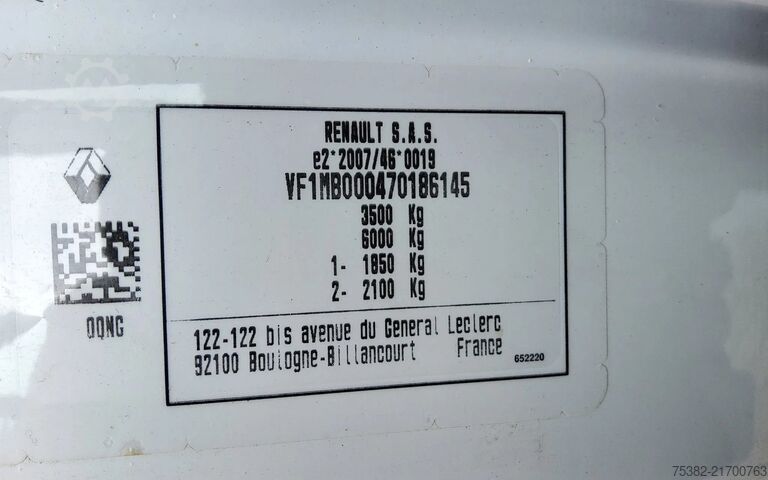 RENAULT S.A.S.
e2*2007/46*0019
VF1MB000470186145
3500 Kg
6000 Kg
1- 1850 Kg
2- 2100 Kg
OQNG
122-122 bis avenue du General Leclerc
92100 Boulogne-Billancourt France
652220
75382-21700763